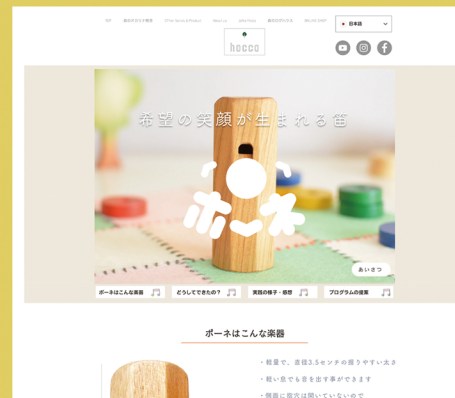 TOP
日本語
hocco
希望の笑顔が生まれる笛
ボーネ
あいさつ
ボーネはこんな楽器
どうしてできたの？
実践の様子・感想
プログラムの提案
ボーネはこんな楽器
・軽量で、直径3.5センチの握りやすい太さ
・軽い息でも音を出す事ができます
・側面に指穴は開いていないので